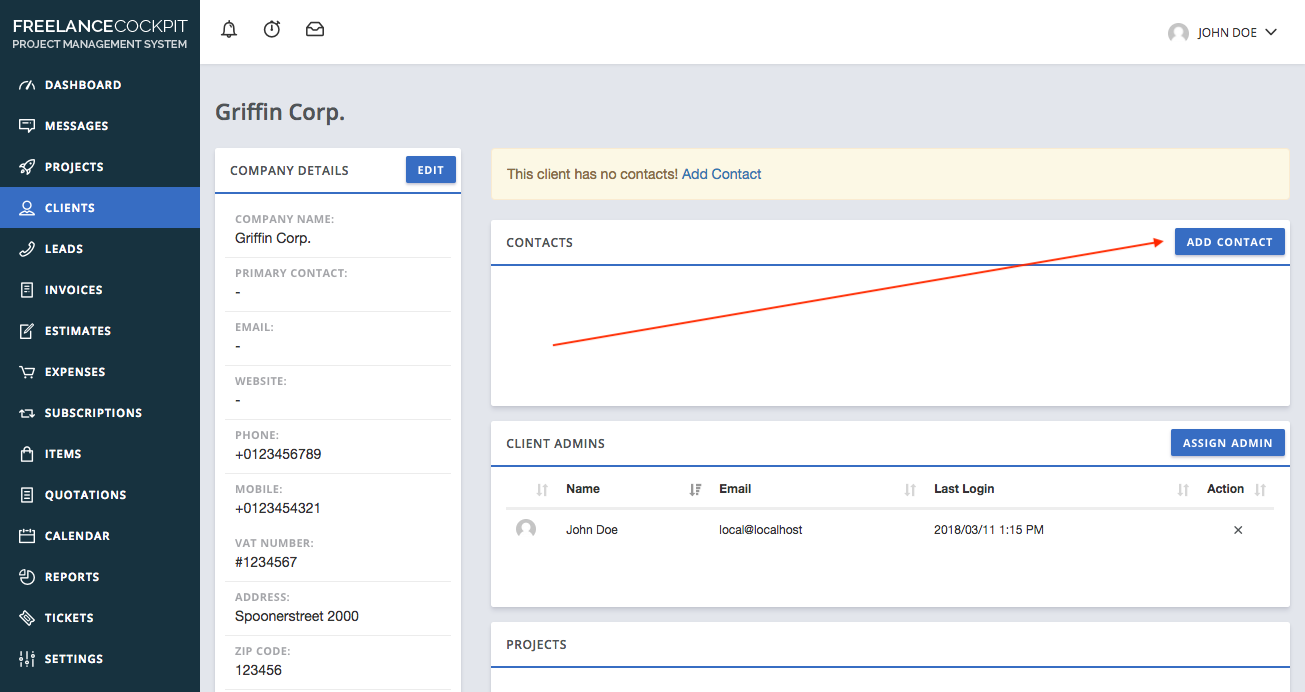 FREELANCECOCKPIT
PROJECT MANAGEMENT SYSTEM
DASHBOARD
MESSAGES
PROJECTS
CLIENTS
LEADS
INVOICES
ESTIMATES
EXPENSES
SUBSCRIPTIONS
ITEMS
QUOTATIONS
CALENDAR
REPORTS
TICKETS
SETTINGS
JOHN DOE
Griffin Corp.
COMPANY DETAILS EDIT
COMPANY NAME:
Griffin Corp.
PRIMARY CONTACT:
-
EMAIL:
-
WEBSITE:
-
PHONE:
+0123456789
MOBILE:
+0123454321
VAT NUMBER:
#1234567
ADDRESS:
Spoonerstreet 2000
ZIP CODE:
123456
This client has no contacts! Add Contact
CONTACTS ADD CONTACT
CLIENT ADMINS ASSIGN ADMIN
Name Email Last Login Action
John Doe local@localhost 2018/03/11 1:15 PM
PROJECTS